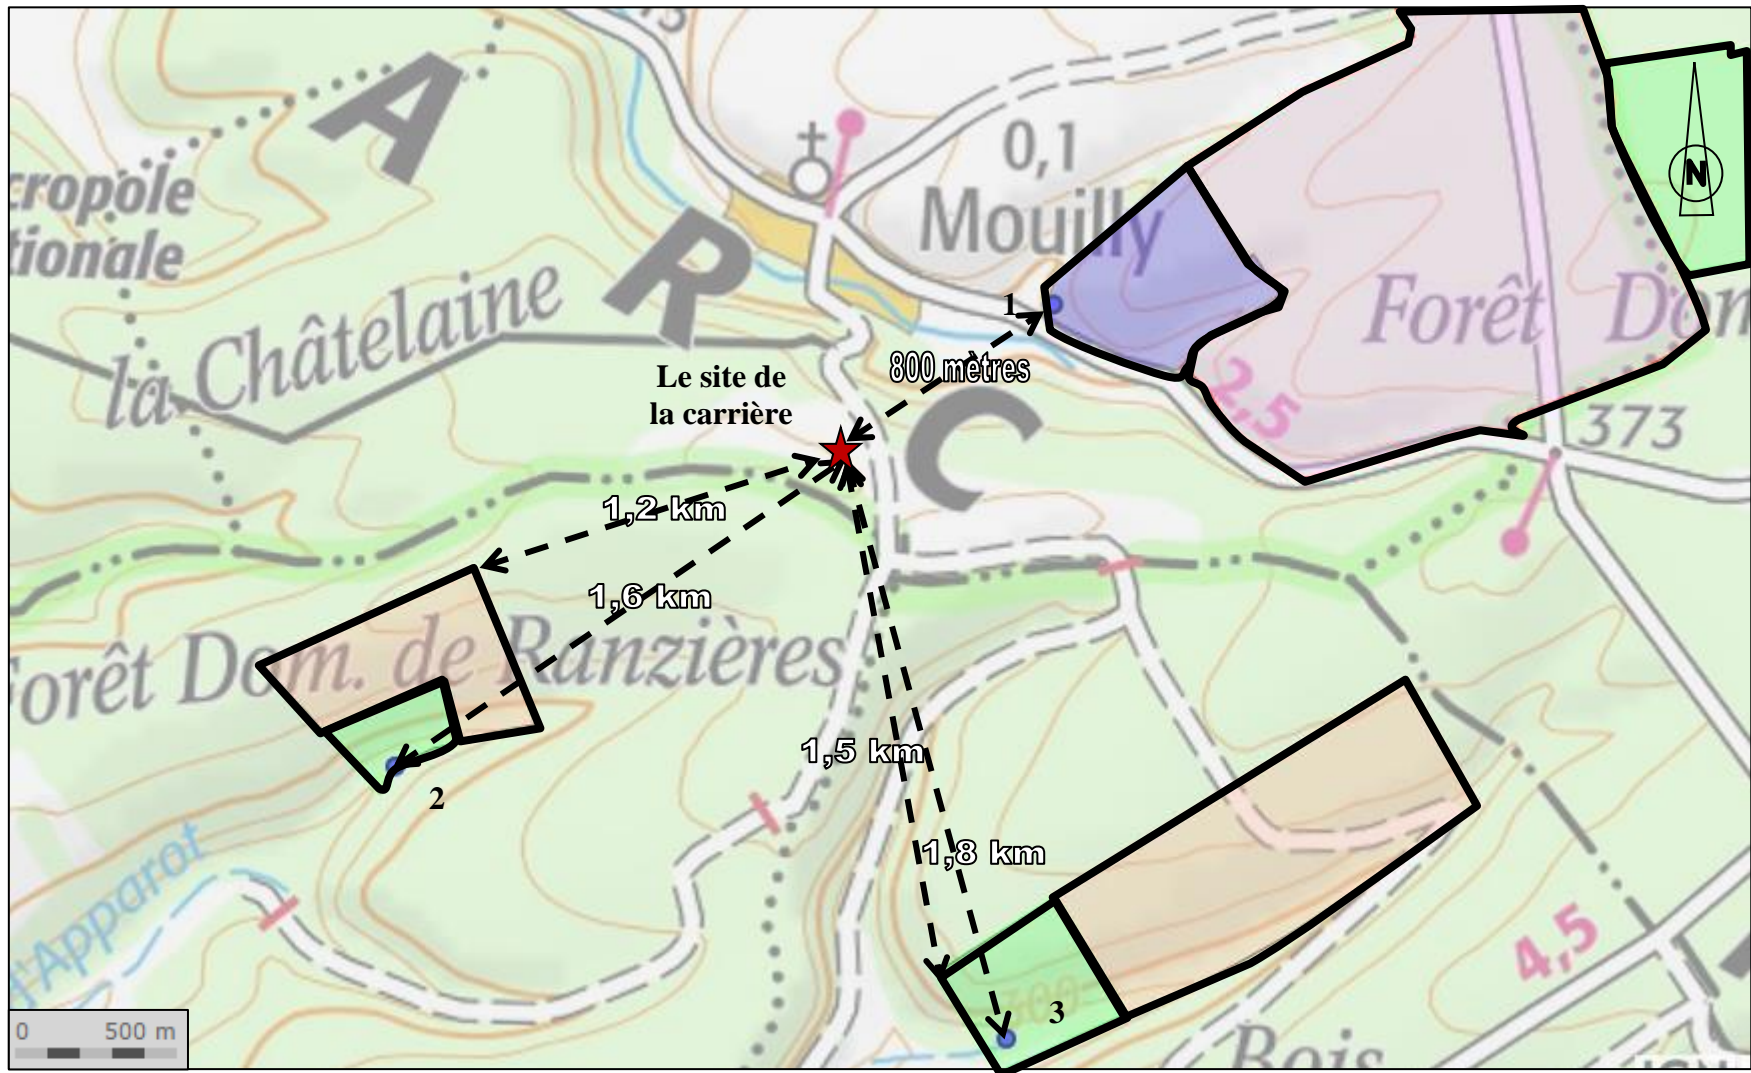 A
N
0,1
Mouilly
cropole
tionale
R
la Châtelaine
1
Forêt Dom
800 mètres
Le site de
la carrière
2,5
C
373
1,2 km
1,6 km
Forêt Dom. de Ranzières
1,5 km
2
1,8 km
d'Apparot
4,5
300
3
0 500 m
Bois